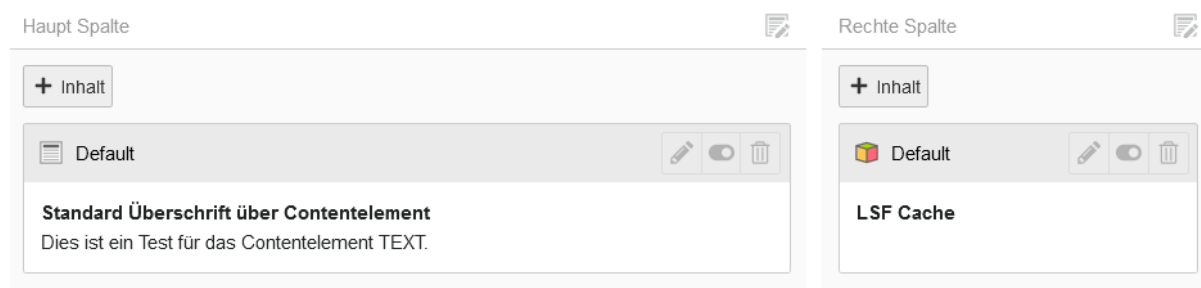 Haupt Spalte
+ Inhalt
Default
Standard Überschrift über Contentelement
Dies ist ein Test für das Contentelement TEXT.
Rechte Spalte
+ Inhalt
Default
LSF Cache